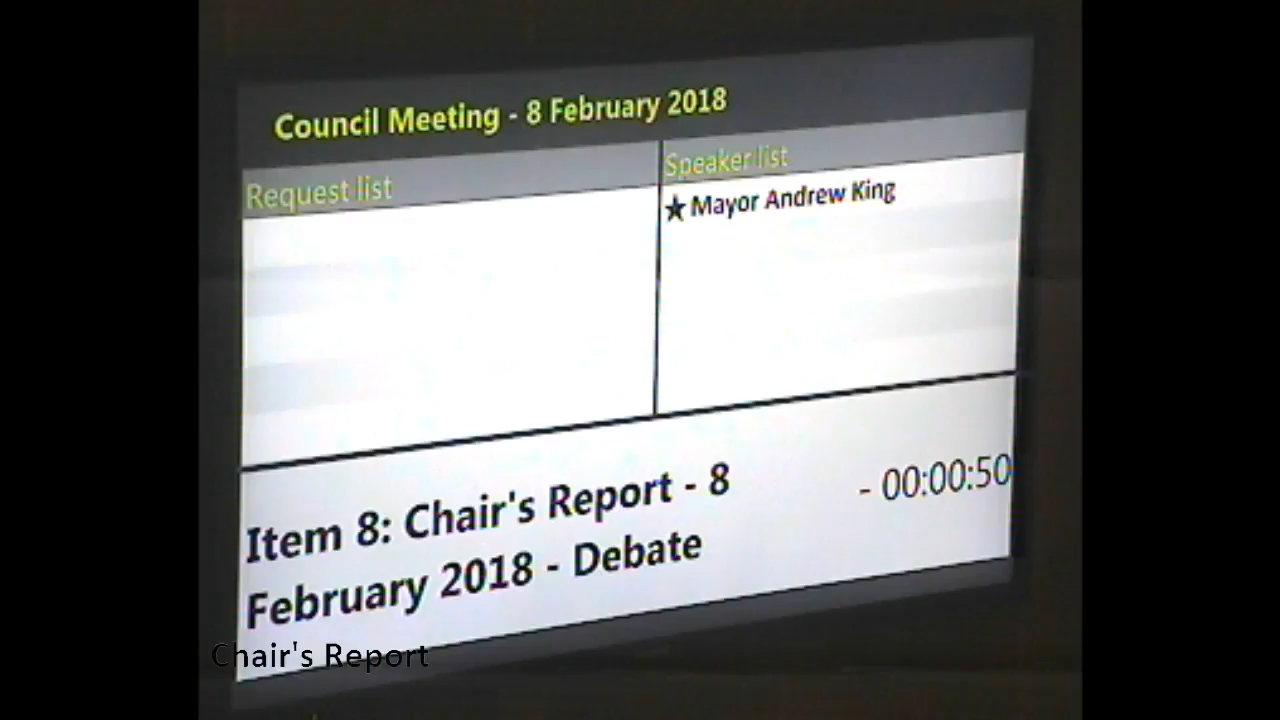 Council Meeting - 8 February 2018
Request list
Speaker list
★ Mayor Andrew King
Item 8: Chair's Report - 8
February 2018 - Debate
- 00:00:50
Chair's Report